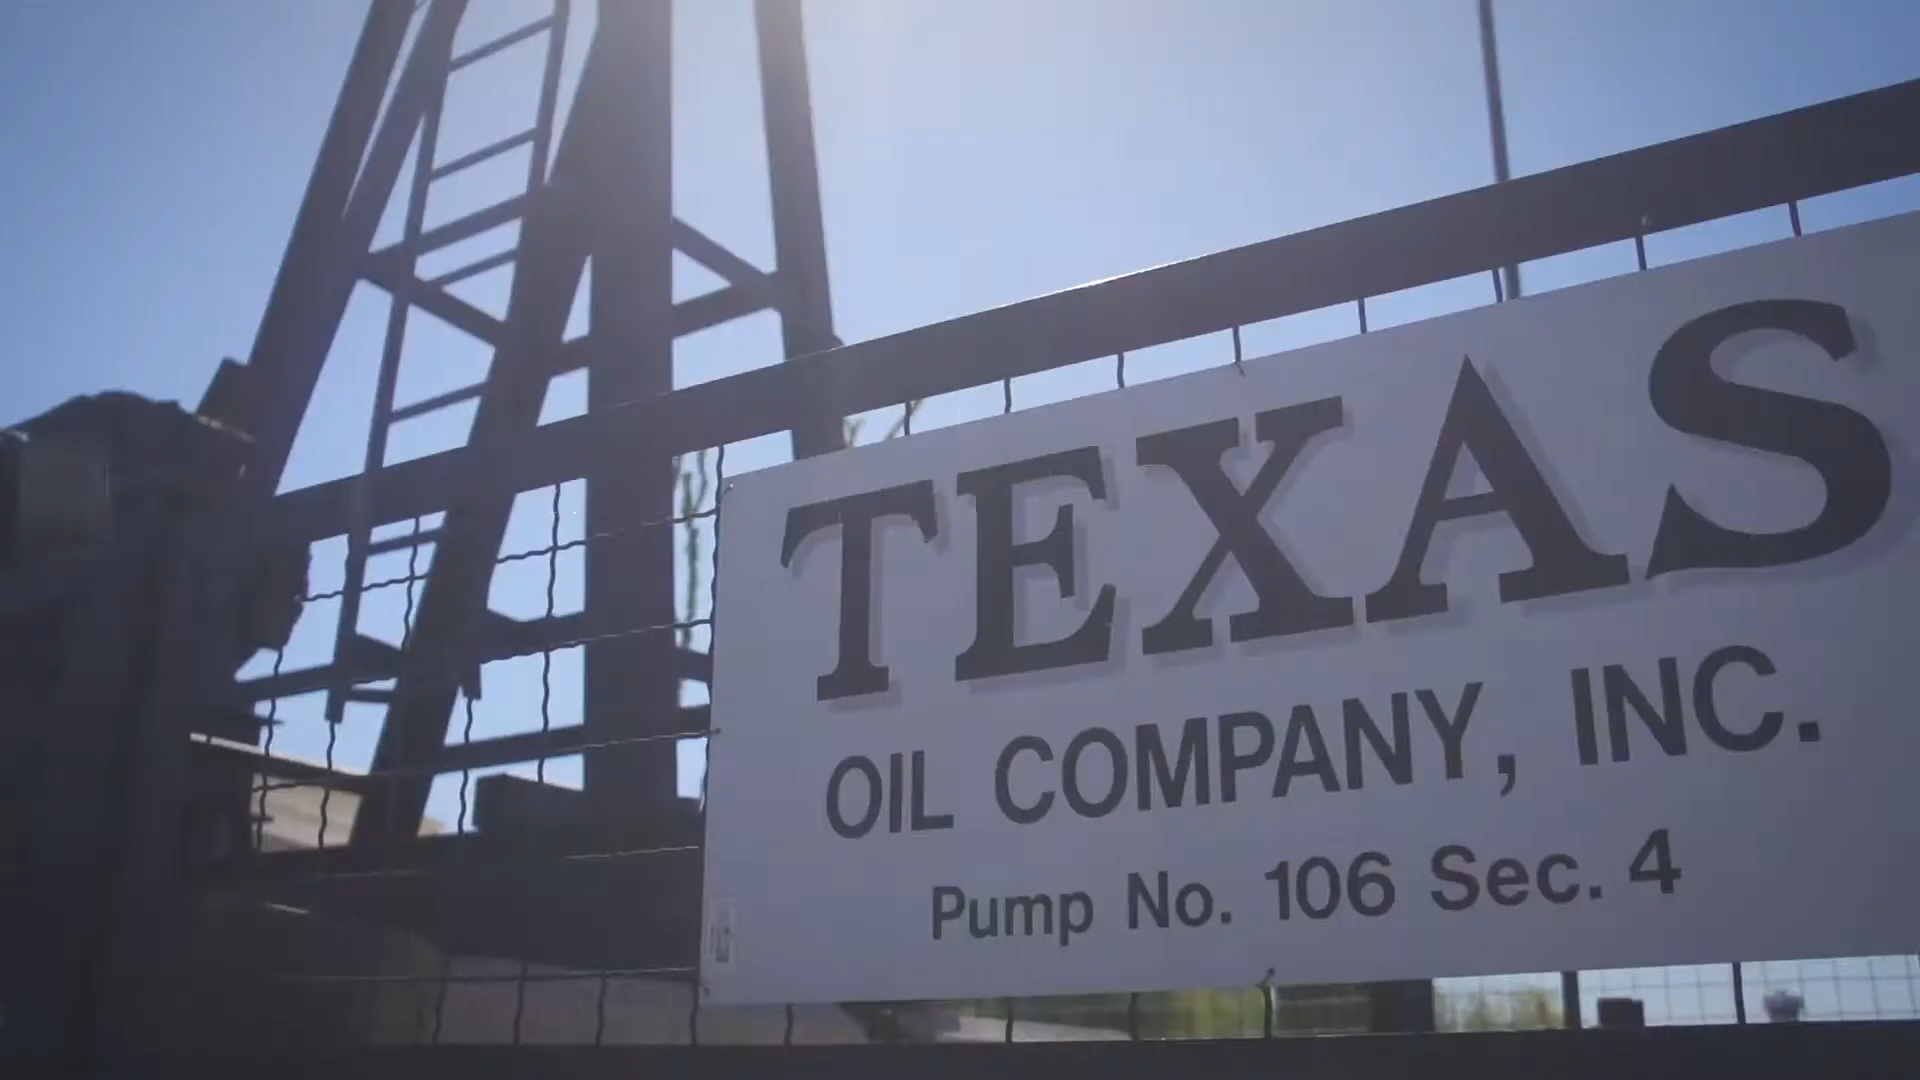 TEXAS
OIL COMPANY, INC.
Pump No. 106 Sec. 4